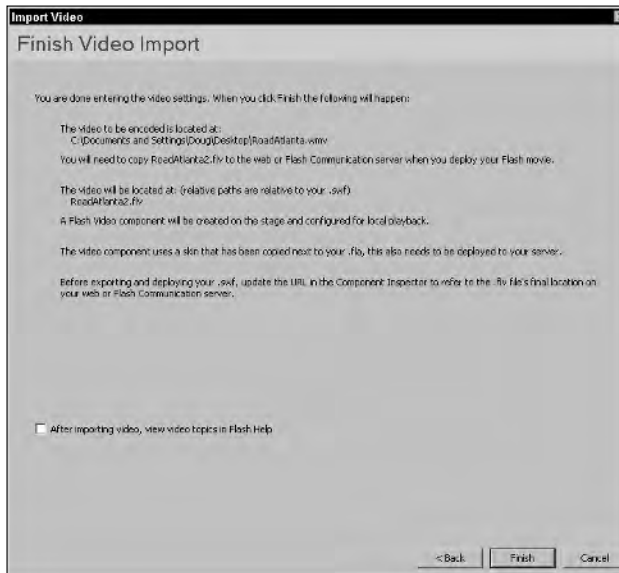 Import Video
Finish Video Import
You are done entering the video settings. When you click Finish the following will happen:
The video to be encoded is located at:
C:\Documents and Settings\Doug\Desktop\RoadAtlanta.wmv
You will need to copy RoadAtlanta2.flv to the web or Flash Communication server when you deploy your Flash movie.
The video will be located at: (relative paths are relative to your .swf)
RoadAtlanta2.flv
A Flash Video component will be created on the stage and configured for local playback.
The video component uses a skin that has been copied next to your .fla, this also needs to be deployed to your server.
Before exporting and deploying your .swf, update the URL in the Component Inspector to refer to the .flv file's final location on
your web or Flash Communication server.
After importing video, view video topics in Flash Help
< Back
Finish
Cancel